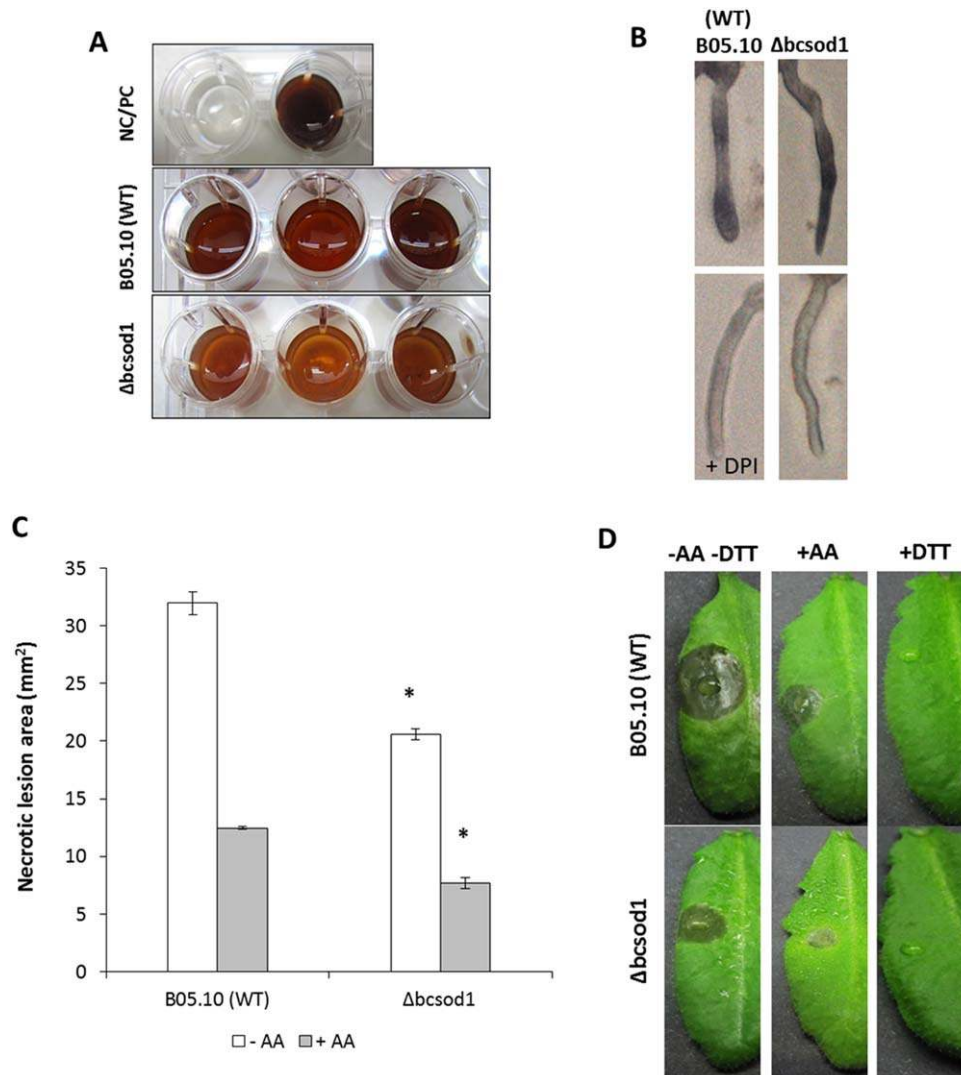 A
NC/PC
B05.10 (WT)
Δbcsod1
B
(WT)
B05.10 Δbcsod1
+ DPI
C
Necrotic lesion area (mm²)
35
30
25
20
15
10
5
0
*
*
B05.10 (WT) Δbcsod1
- AA + AA
D
-AA -DTT +AA +DTT
B05.10 (WT)
Δbcsod1